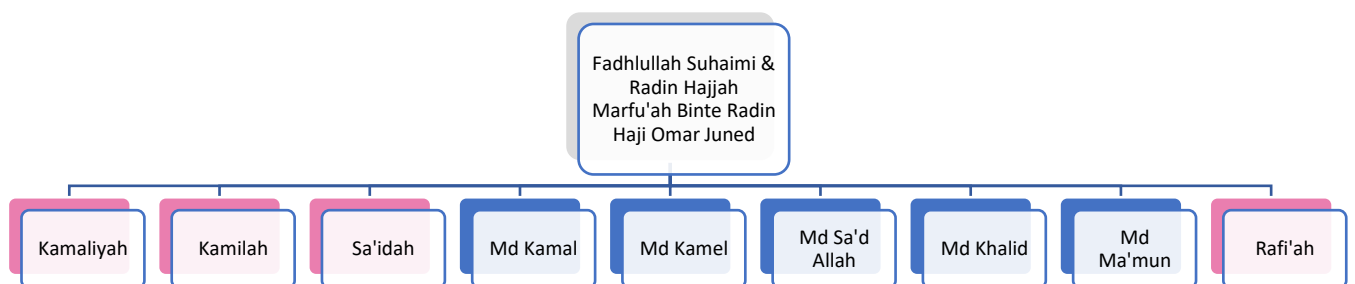 Fadhlullah Suhaimi &
Radin Hajjah
Marfu'ah Binte Radin
Haji Omar Juned
Kamaliyah
Kamilah
Sa'idah
Md Kamal
Md Kamel
Md Sa'd
Allah
Md Khalid
Md
Ma'mun
Rafi'ah